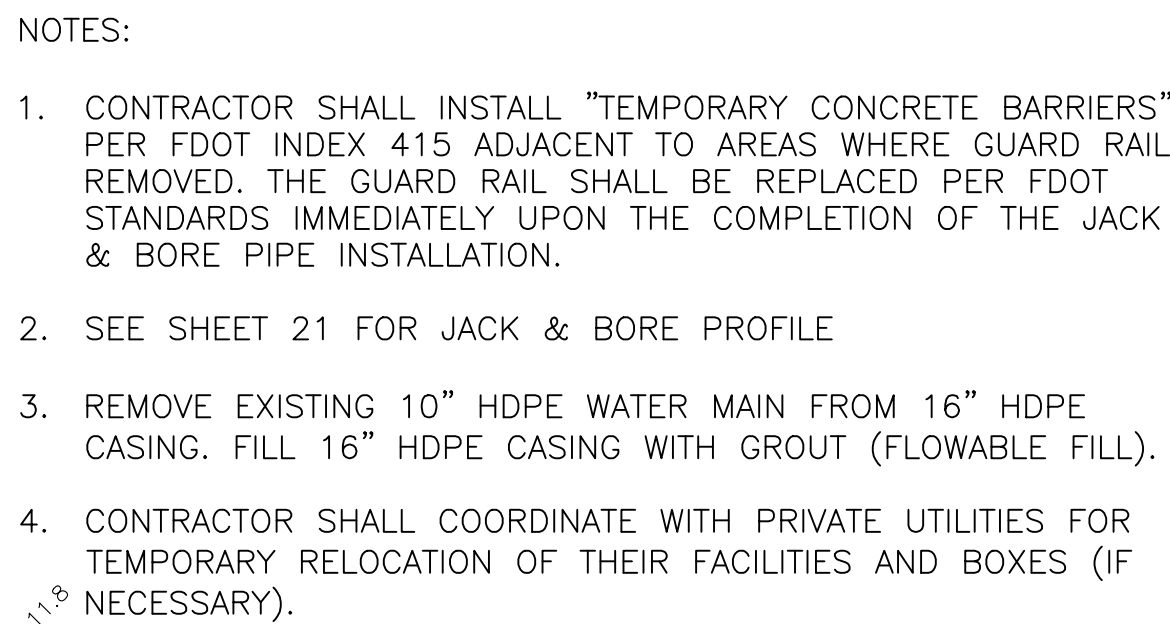 NOTES:
1. CONTRACTOR SHALL INSTALL "TEMPORARY CONCRETE BARRIERS"
PER FDOT INDEX 415 ADJACENT TO AREAS WHERE GUARD RAIL
REMOVED. THE GUARD RAIL SHALL BE REPLACED PER FDOT
STANDARDS IMMEDIATELY UPON THE COMPLETION OF THE JACK
& BORE PIPE INSTALLATION.
2. SEE SHEET 21 FOR JACK & BORE PROFILE
3. REMOVE EXISTING 10" HDPE WATER MAIN FROM 16" HDPE
CASING. FILL 16" HDPE CASING WITH GROUT (FLOWABLE FILL).
4. CONTRACTOR SHALL COORDINATE WITH PRIVATE UTILITIES FOR
TEMPORARY RELOCATION OF THEIR FACILITIES AND BOXES (IF
NECESSARY).
11.8